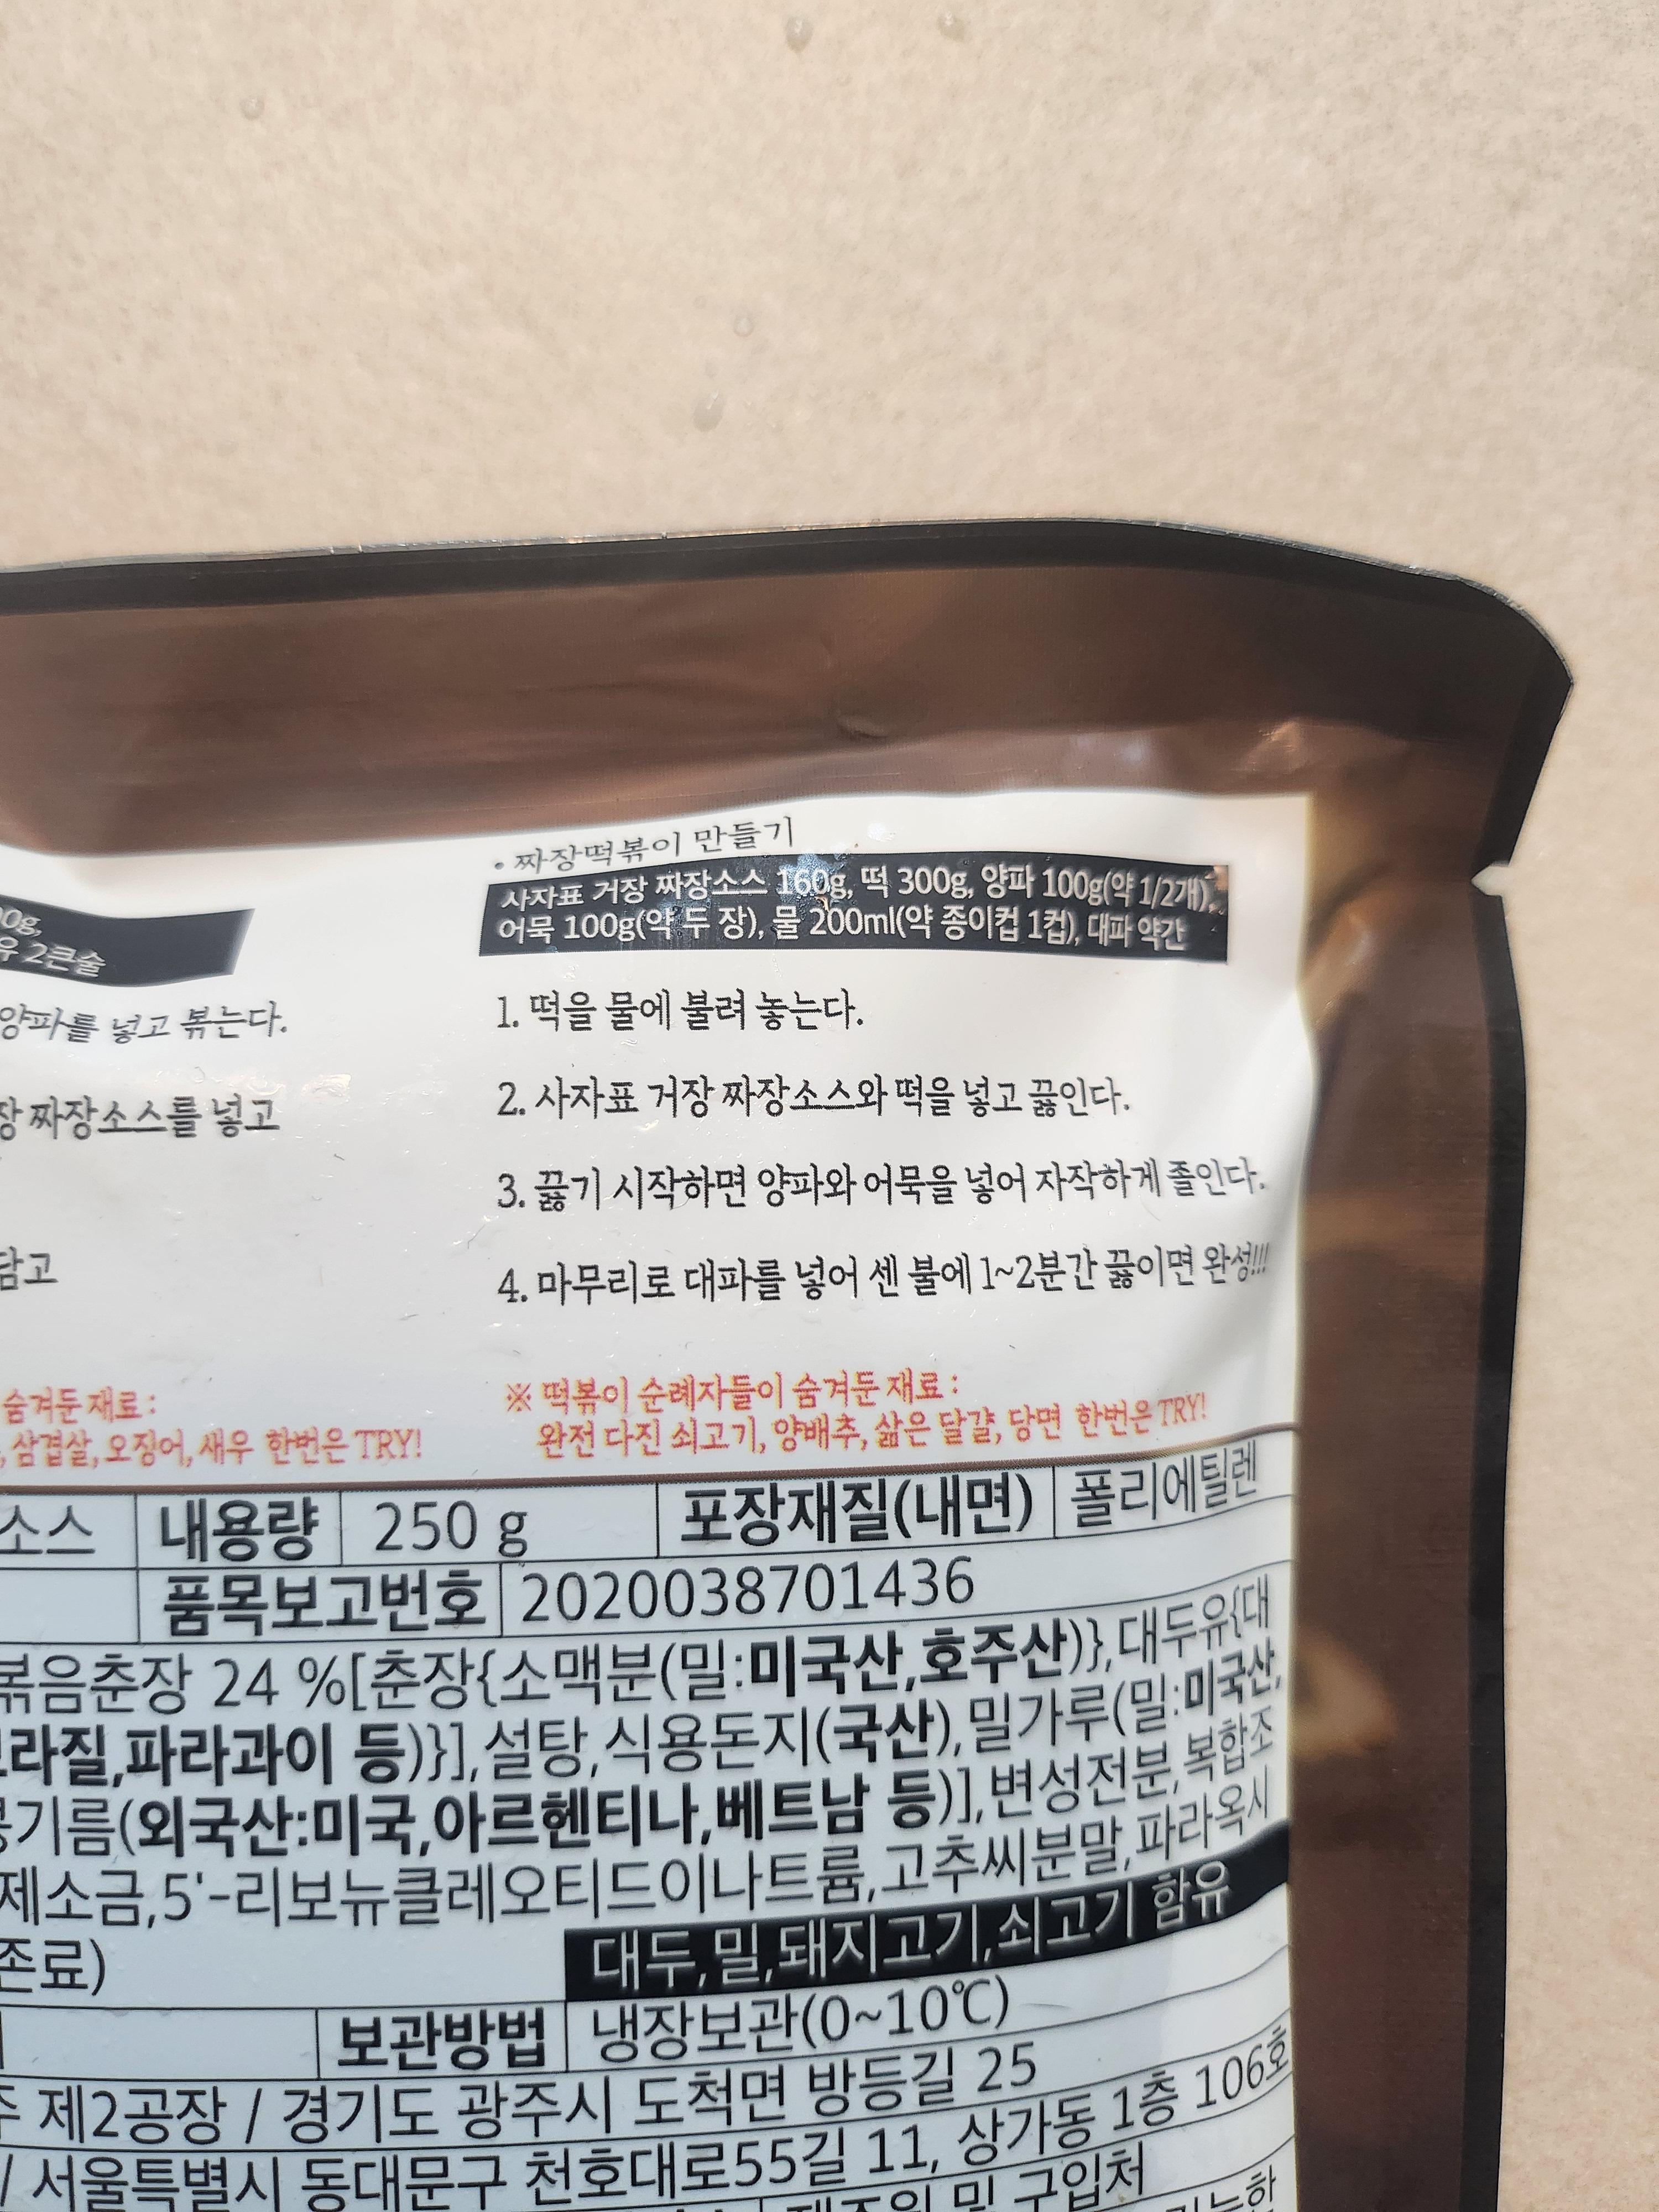 • 짜장떡볶이 만들기
사자표 거장 짜장소스 160g, 떡 300g, 양파 100g(약 1/2개),
어묵 100g(약 두 장), 물 200ml(약 종이컵 1컵), 대파 약간
1. 떡을 물에 불려 놓는다.
2. 사자표 거장 짜장소스와 떡을 넣고 끓인다.
3. 끓기 시작하면 양파와 어묵을 넣어 자작하게 졸인다.
4. 마무리로 대파를 넣어 센 불에 1~2분간 끓이면 완성!!!
※ 떡볶이 순례자들이 숨겨둔 재료 :
완전 다진 쇠고기, 양배추, 삶은 달걀, 당면 한번은 TRY!
0g,
유 2큰술
양파를 넣고 볶는다.
장 짜장소스를 넣고
담고
숨겨둔 재료 :
, 삼겹살, 오징어, 새우 한번은 TRY!
소스 내용량 250 g 포장재질(내면) 폴리에틸렌
품목보고번호 2020038701436
볶음춘장 24 %[춘장{소맥분(밀:미국산,호주산)},대두유{대
라질,파라과이 등)}],설탕,식용돈지(국산),밀가루(밀:미국산,
기름(외국산:미국,아르헨티나,베트남 등)],변성전분,복합조
제소금,5'-리보뉴클레오티드이나트륨,고추씨분말,파라옥시
존료)
대두,밀,돼지고기,쇠고기 함유
보관방법 냉장보관(0~10℃)
주 제2공장 / 경기도 광주시 도척면 방등길 25
/ 서울특별시 동대문구 천호대로55길 11, 상가동 1층 106호
및 구입처